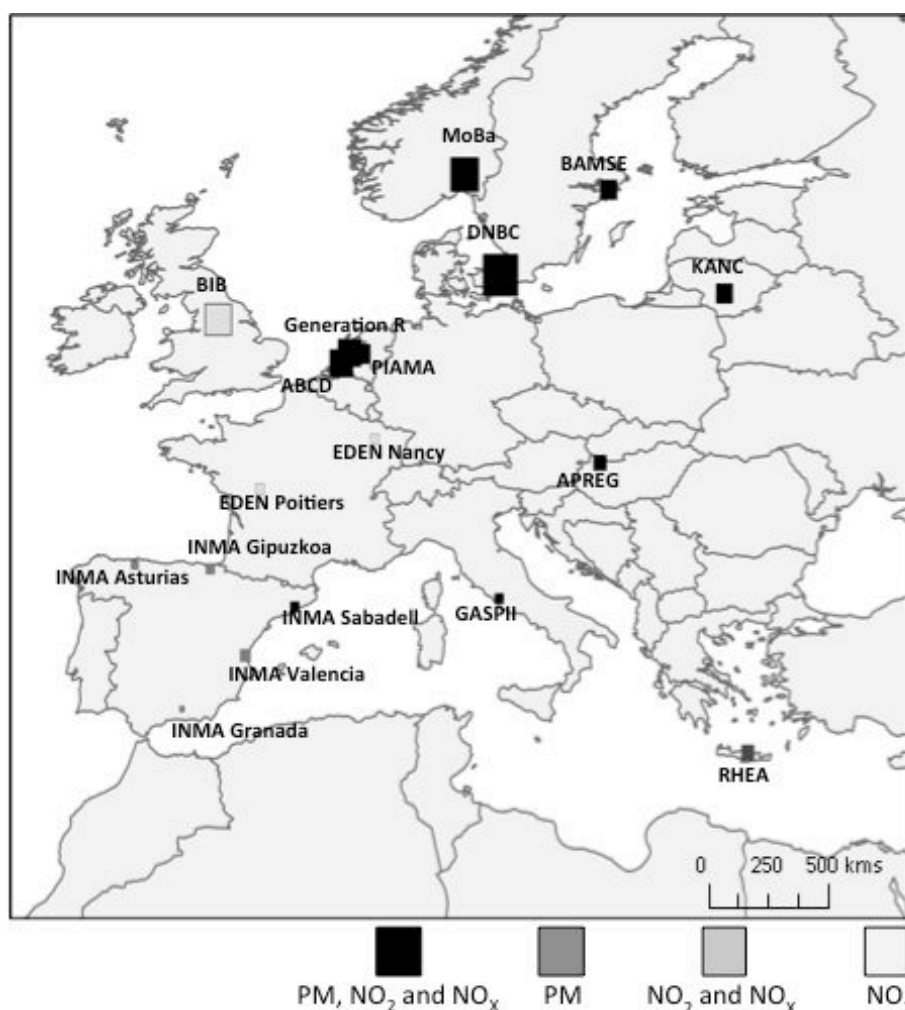 MoBa
BAMSE
DNBC
KANC
BIB
Generation R
PIAMA
ABCD
EDEN Nancy
APREG
EDEN Poitiers
INMA Gipuzkoa
INMA Asturias
INMA Sabadell
GASPII
INMA Valencia
INMA Granada
RHEA
0 250 500 kms
PM, NO₂ and NOₓ PM NO₂ and NOₓ NO